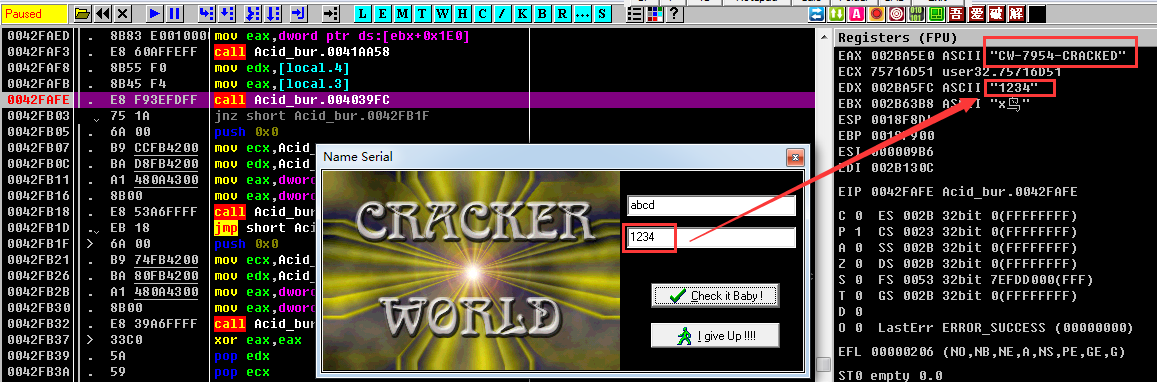 Paused
L E M T W H C / K B R ... S
吾 爱 破 解
0042FAED . 8B83 E0010000 mov eax,dword ptr ds:[ebx+0x1E0]
0042FAF3 . E8 60AFFEFF call Acid_bur.0041AA58
0042FAF8 . 8B55 F0 mov edx,[local.4]
0042FAFB . 8B45 F4 mov eax,[local.3]
0042FAFE . E8 F93EFDFF call Acid_bur.004039FC
0042FB03 . 75 1A jnz short Acid_bur.0042FB1F
0042FB05 . 6A 00 push 0x0
0042FB07 . B9 CCFB4200 mov ecx,Acid_
0042FB0C . BA D8FB4200 mov edx,Acid_
0042FB11 . A1 480A4300 mov eax,dword
0042FB16 . 8B00 mov eax,dword
0042FB18 . E8 53A6FFFF call Acid_bur
0042FB1D . EB 18 jmp short Aci
0042FB1F > 6A 00 push 0x0
0042FB21 . B9 74FB4200 mov ecx,Acid_
0042FB26 . BA 80FB4200 mov edx,Acid_
0042FB2B . A1 480A4300 mov eax,dword
0042FB30 . 8B00 mov eax,dword
0042FB32 . E8 39A6FFFF call Acid_bur
0042FB37 > 33C0 xor eax,eax
0042FB39 . 5A pop edx
0042FB3A . 59 pop ecx
Name Serial
CRACKER
WORLD
abcd
1234
Check it Baby !
I give Up !!!!
Registers (FPU)
EAX 002BA5E0 ASCII "CW-7954-CRACKED"
ECX 75716D51 user32.75716D51
EDX 002BA5FC ASCII "1234"
EBX 002B63B8 ASCII
ESP 0018F8D
EBP 0018F900
ESI 000009B6
EDI 002B130C
EIP 0042FAFE Acid_bur.0042FAFE
C 0 ES 002B 32bit 0(FFFFFFFF)
P 1 CS 0023 32bit 0(FFFFFFFF)
A 0 SS 002B 32bit 0(FFFFFFFF)
Z 0 DS 002B 32bit 0(FFFFFFFF)
S 0 FS 0053 32bit 7EFDD000(FFF)
T 0 GS 002B 32bit 0(FFFFFFFF)
D 0
O 0 LastErr ERROR_SUCCESS (00000000)
EFL 00000206 (NO,NB,NE,A,NS,PE,GE,G)
ST0 empty 0.0